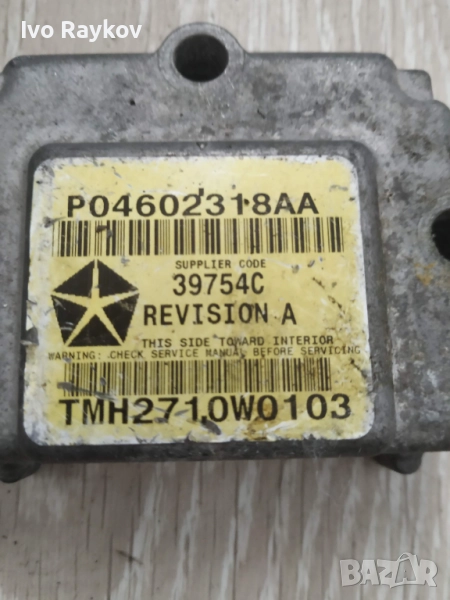 Ivo Raykov
P04602318AA
SUPPLIER CODE
39754C
REVISION A
THIS SIDE TOWARD INTERIOR
WARNING: CHECK SERVICE MANUAL BEFORE SERVICING
TMH2710W0103
BAZAR